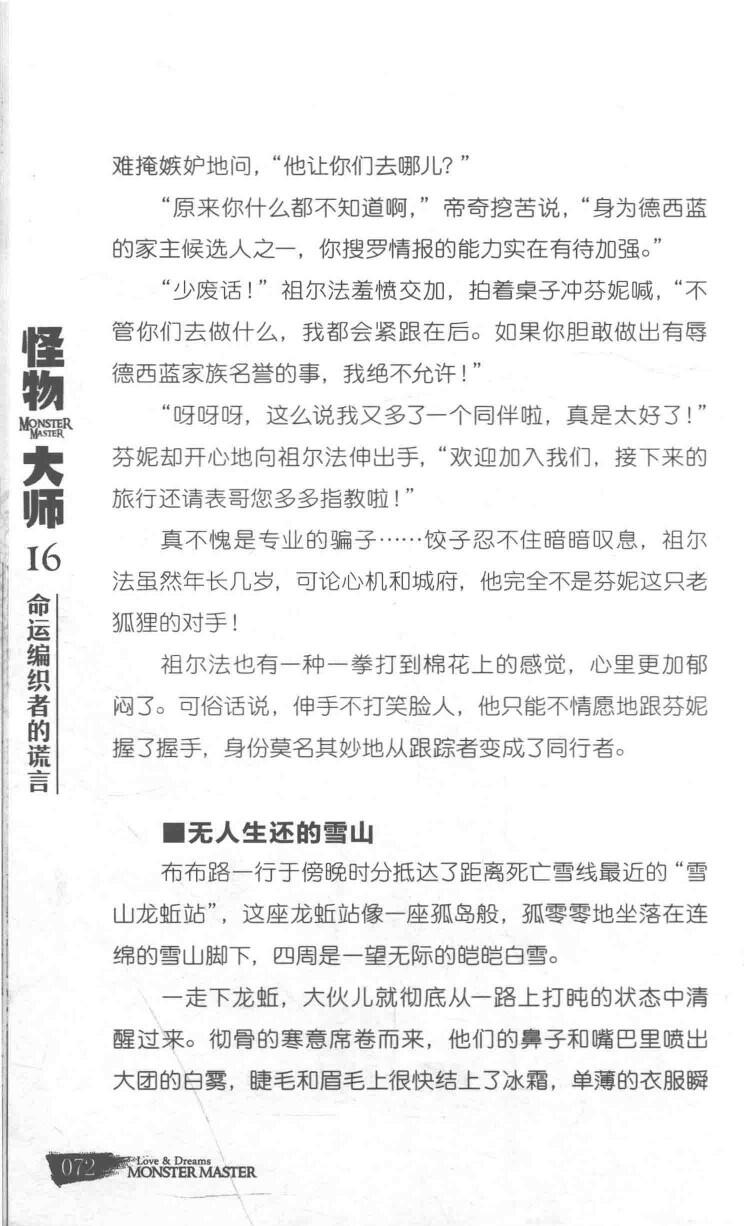 难掩嫉妒地问，“他让你们去哪儿？”
“原来你什么都不知道啊，”帝奇挖苦说，“身为德西蓝
的家主候选人之一，你搜罗情报的能力实在有待加强。”
“少废话！”祖尔法羞愤交加，拍着桌子冲芬妮喊，“不
管你们去做什么，我都会紧跟在后。如果你胆敢做出有辱
德西蓝家族名誉的事，我绝不允许！”
“呀呀呀，这么说我又多了一个同伴啦，真是太好了！”
芬妮却开心地向祖尔法伸出手，“欢迎加入我们，接下来的
旅行还请表哥您多多指教啦！”
真不愧是专业的骗子……饺子忍不住暗暗叹息，祖尔
法虽然年长几岁，可论心机和城府，他完全不是芬妮这只老
狐狸的对手！
祖尔法也有一种一拳打到棉花上的感觉，心里更加郁
闷了。可俗话说，伸手不打笑脸人，他只能不情愿地跟芬妮
握了握手，身份莫名其妙地从跟踪者变成了同行者。
■无人生还的雪山
布布路一行于傍晚时分抵达了距离死亡雪线最近的“雪
山龙蚯站”，这座龙蚯站像一座孤岛般，孤零零地坐落在连
绵的雪山脚下，四周是一望无际的皑皑白雪。
一走下龙蚯，大伙儿就彻底从一路上打盹的状态中清
醒过来。彻骨的寒意席卷而来，他们的鼻子和嘴巴里喷出
大团的白雾，睫毛和眉毛上很快结上了冰霜，单薄的衣服瞬
怪物
MONSTER
MASTER
大师
16
命运编织者的谎言
072
Love & Dreams
MONSTER MASTER